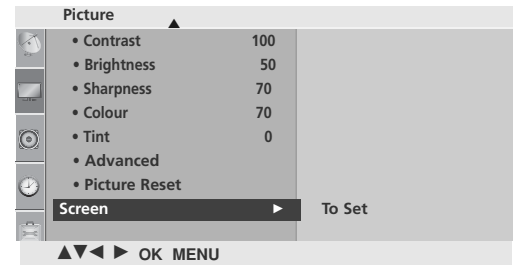 Picture
• Contrast 100
• Brightness 50
• Sharpness 70
• Colour 70
• Tint 0
• Advanced
• Picture Reset
Screen ► To Set
▲▼◄ ► OK MENU